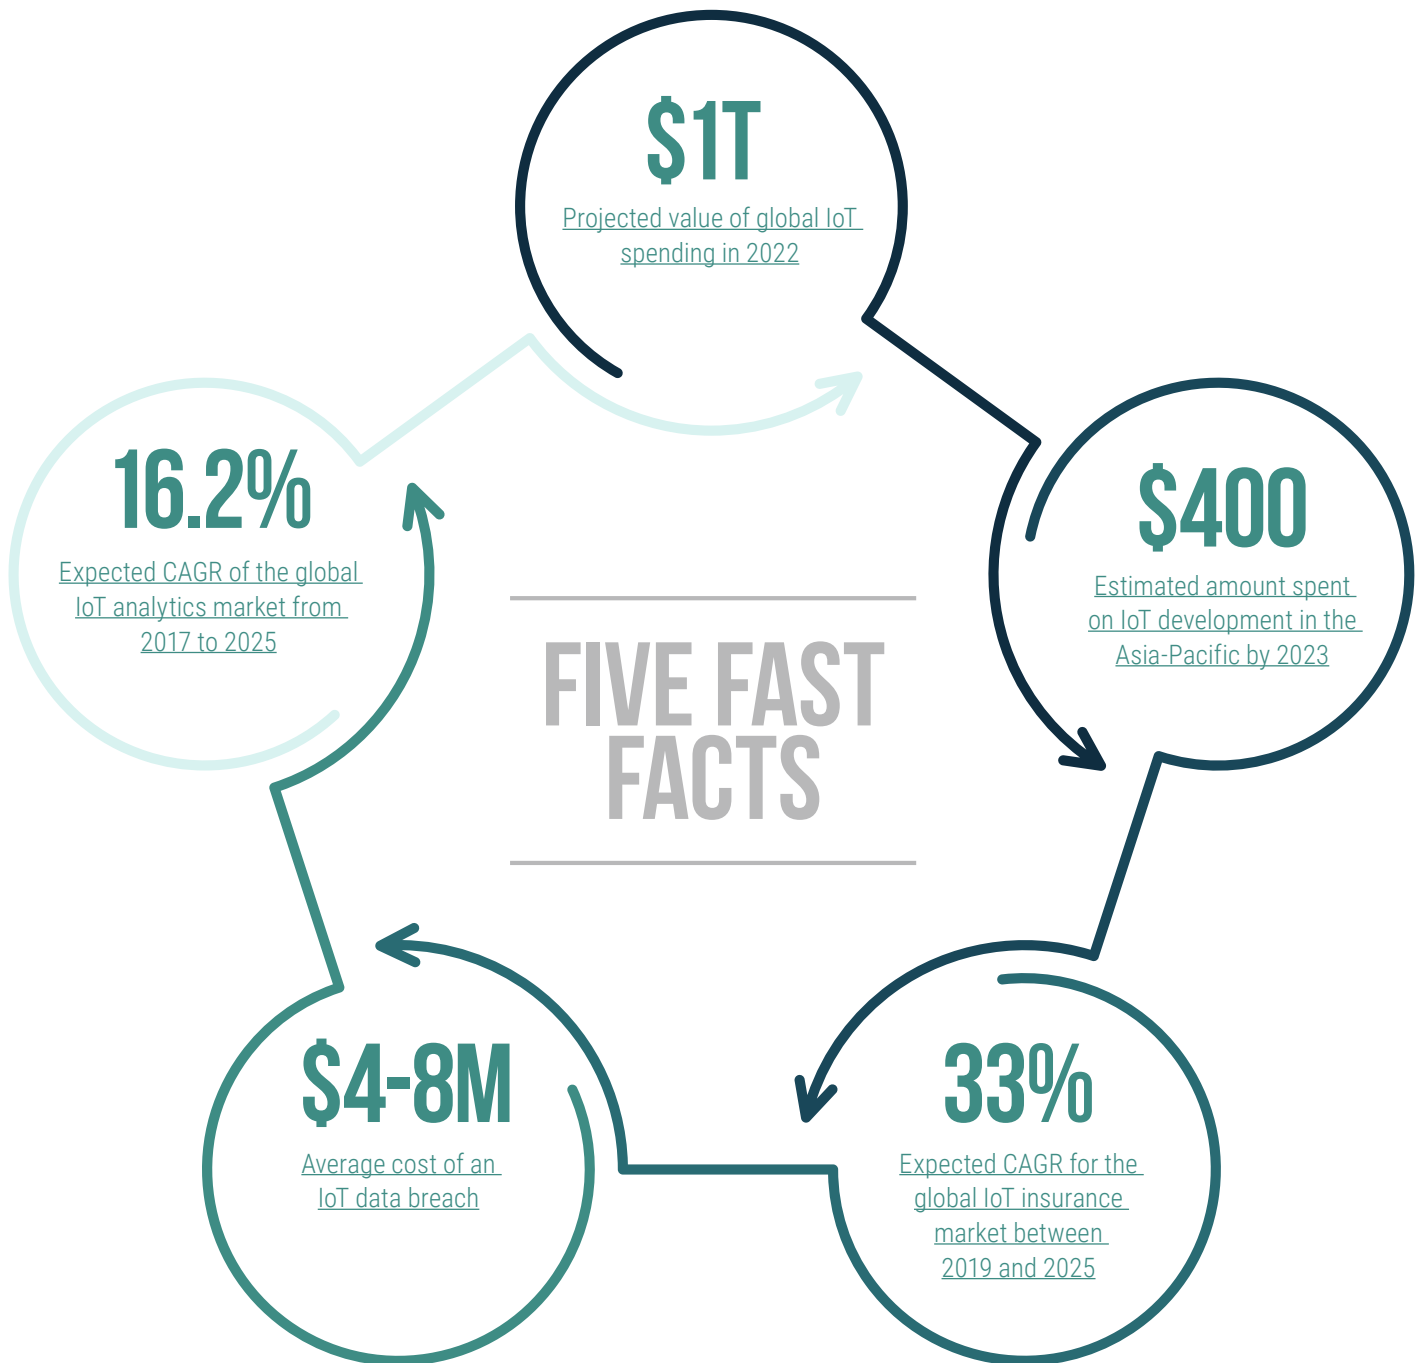 $1T
Projected value of global IoT
spending in 2022
$400
Estimated amount spent
on IoT development in the
Asia-Pacific by 2023
33%
Expected CAGR for the
global IoT insurance
market between
2019 and 2025
$4-8M
Average cost of an
IoT data breach
16.2%
Expected CAGR of the global
IoT analytics market from
2017 to 2025
FIVE FAST
FACTS